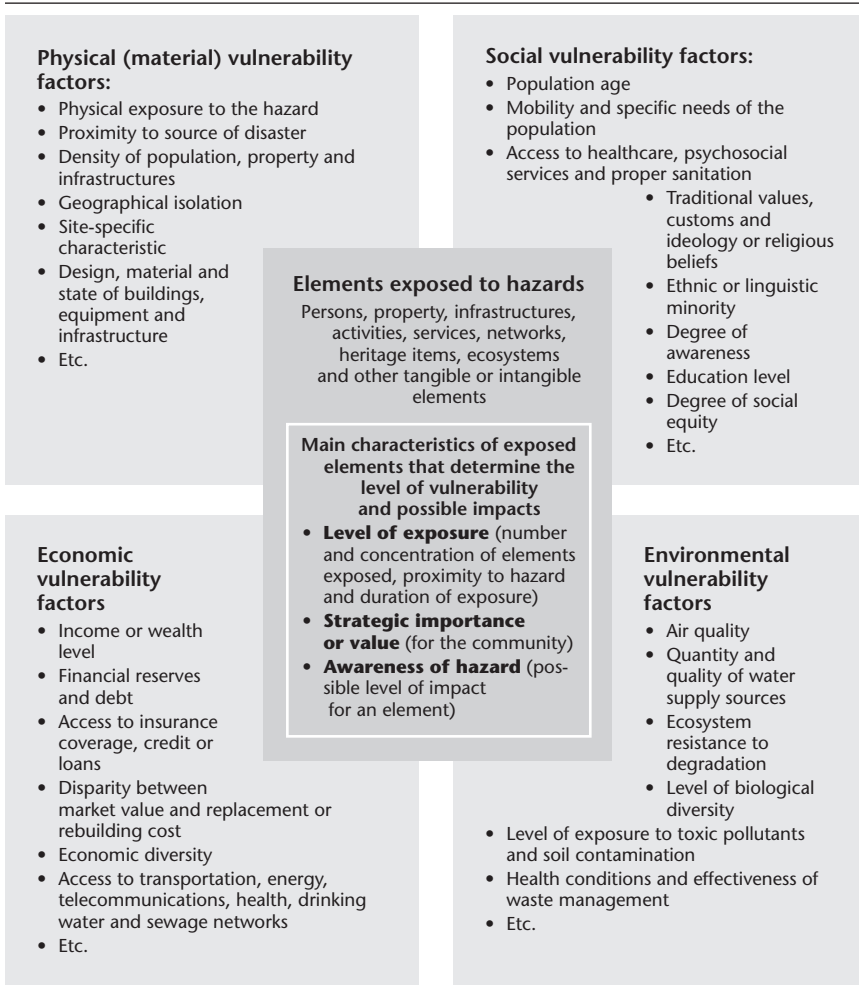 Physical (material) vulnerability
factors:
• Physical exposure to the hazard
• Proximity to source of disaster
• Density of population, property and
infrastructures
• Geographical isolation
• Site-specific
characteristic
• Design, material and
state of buildings,
equipment and
infrastructure
• Etc.
Social vulnerability factors:
• Population age
• Mobility and specific needs of the
population
• Access to healthcare, psychosocial
services and proper sanitation
• Traditional values,
customs and
ideology or religious
beliefs
• Ethnic or linguistic
minority
• Degree of
awareness
• Education level
• Degree of social
equity
• Etc.
Elements exposed to hazards
Persons, property, infrastructures,
activities, services, networks,
heritage items, ecosystems
and other tangible or intangible
elements
Main characteristics of exposed
elements that determine the
level of vulnerability
and possible impacts
• Level of exposure (number
and concentration of elements
exposed, proximity to hazard
and duration of exposure)
• Strategic importance
or value (for the community)
• Awareness of hazard (pos-
sible level of impact
for an element)
Economic
vulnerability
factors
• Income or wealth
level
• Financial reserves
and debt
• Access to insurance
coverage, credit or
loans
• Disparity between
market value and replacement or
rebuilding cost
• Economic diversity
• Access to transportation, energy,
telecommunications, health, drinking
water and sewage networks
• Etc.
Environmental
vulnerability
factors
• Air quality
• Quantity and
quality of water
supply sources
• Ecosystem
resistance to
degradation
• Level of biological
diversity
• Level of exposure to toxic pollutants
and soil contamination
• Health conditions and effectiveness of
waste management
• Etc.